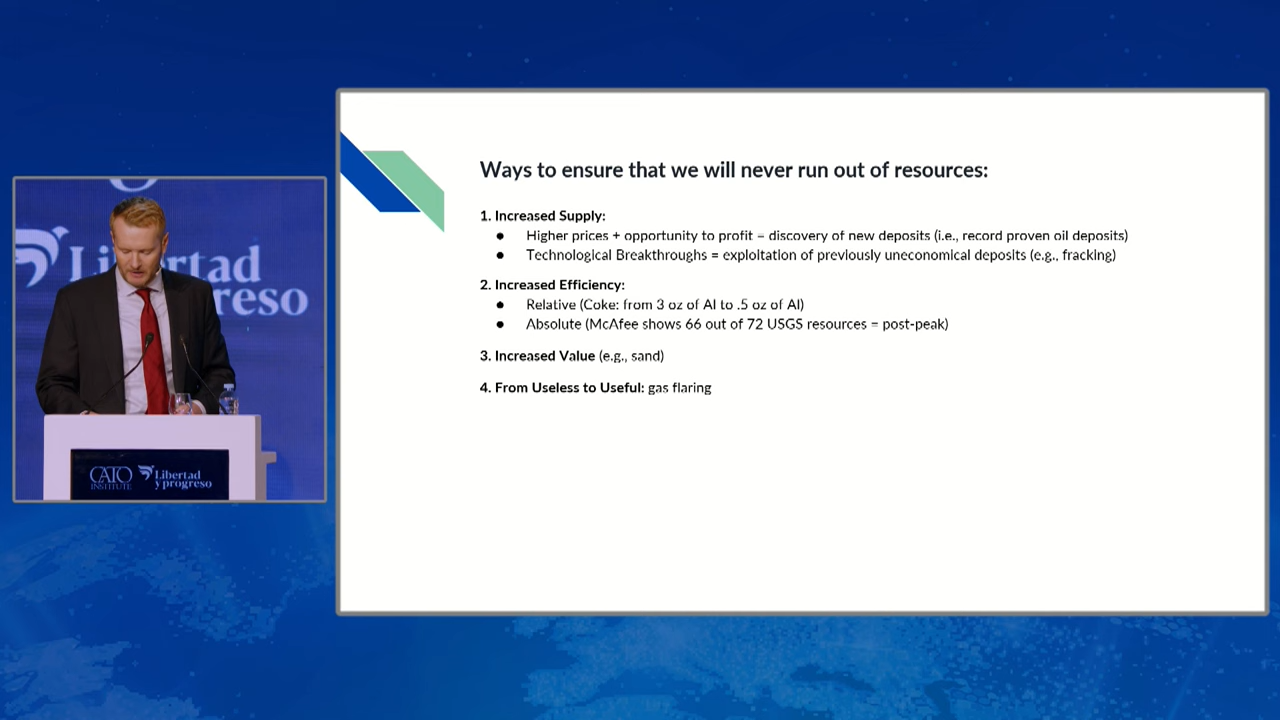 Libertad
progreso
CATO
INSTITUTE
Libertad
y progreso
Ways to ensure that we will never run out of resources:
1. Increased Supply:
● Higher prices + opportunity to profit = discovery of new deposits (i.e., record proven oil deposits)
● Technological Breakthroughs = exploitation of previously uneconomical deposits (e.g., fracking)
2. Increased Efficiency:
● Relative (Coke: from 3 oz of Al to .5 oz of Al)
● Absolute (McAfee shows 66 out of 72 USGS resources = post-peak)
3. Increased Value (e.g., sand)
4. From Useless to Useful: gas flaring